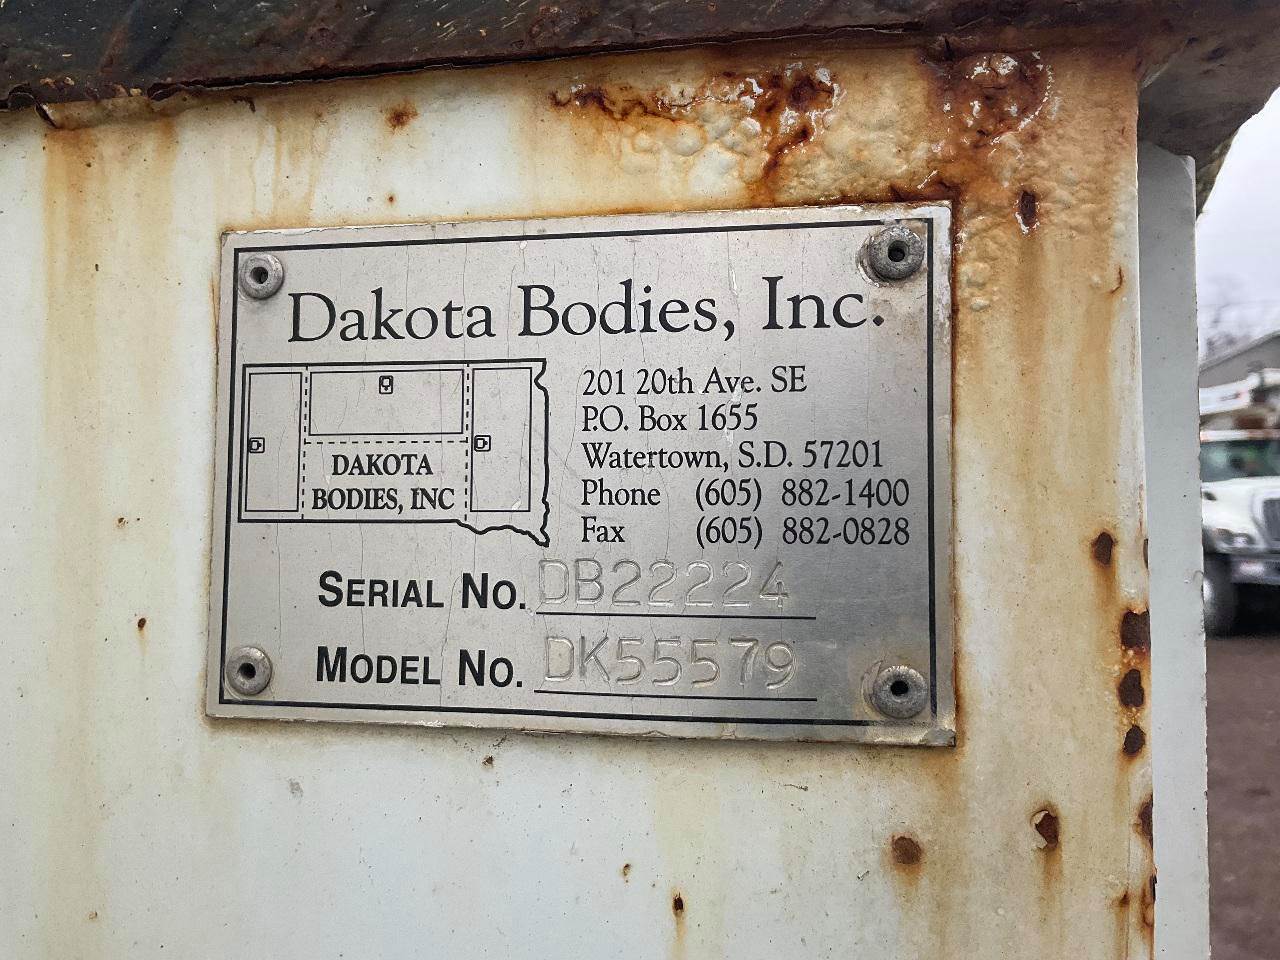 Dakota Bodies, Inc.
DAKOTA
BODIES, INC
201 20th Ave. SE
P.O. Box 1655
Watertown, S.D. 57201
Phone (605) 882-1400
Fax (605) 882-0828
SERIAL NO. DB22224
MODEL NO. DK55579